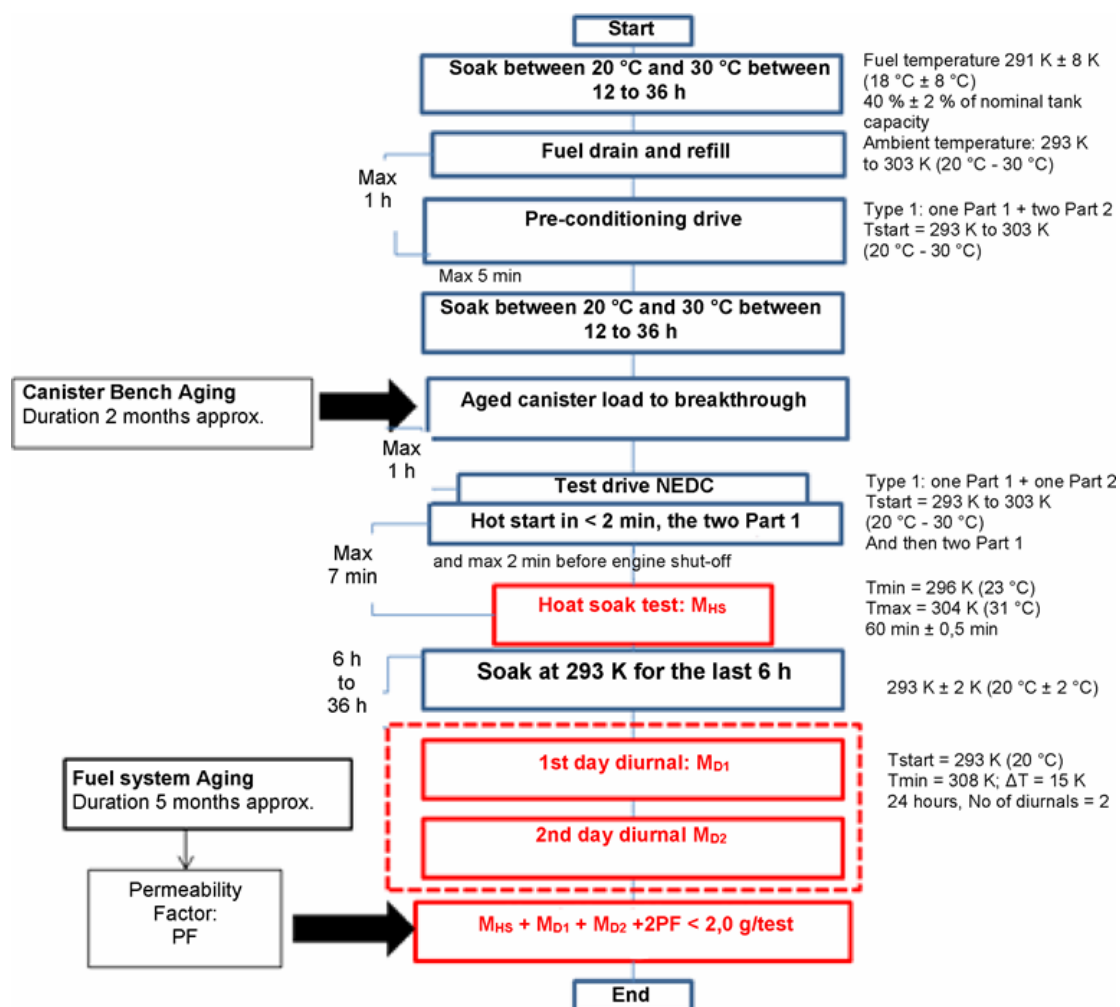 Start
Soak between 20 °C and 30 °C between
12 to 36 h
Fuel temperature 291 K ± 8 K
(18 °C ± 8 °C)
40 % ± 2 % of nominal tank
capacity
Ambient temperature: 293 K
to 303 K (20 °C - 30 °C)
Fuel drain and refill
Max
1 h
Pre-conditioning drive
Type 1: one Part 1 + two Part 2
Tstart = 293 K to 303 K
(20 °C - 30 °C)
Max 5 min
Soak between 20 °C and 30 °C between
12 to 36 h
Canister Bench Aging
Duration 2 months approx.
Aged canister load to breakthrough
Max
1 h
Test drive NEDC
Type 1: one Part 1 + one Part 2
Tstart = 293 K to 303 K
(20 °C - 30 °C)
And then two Part 1
Hot start in < 2 min, the two Part 1
and max 2 min before engine shut-off
Max
7 min
Hoat soak test: MHS
Tmin = 296 K (23 °C)
Tmax = 304 K (31 °C)
60 min ± 0,5 min
6 h
to
36 h
Soak at 293 K for the last 6 h
293 K ± 2 K (20 °C ± 2 °C)
1st day diurnal: MD1
Tstart = 293 K (20 °C)
Tmin = 308 K; ΔT = 15 K
24 hours, No of diurnals = 2
Fuel system Aging
Duration 5 months approx.
2nd day diurnal MD2
Permeability
Factor:
PF
MHS + MD1 + MD2 +2PF < 2,0 g/test
End